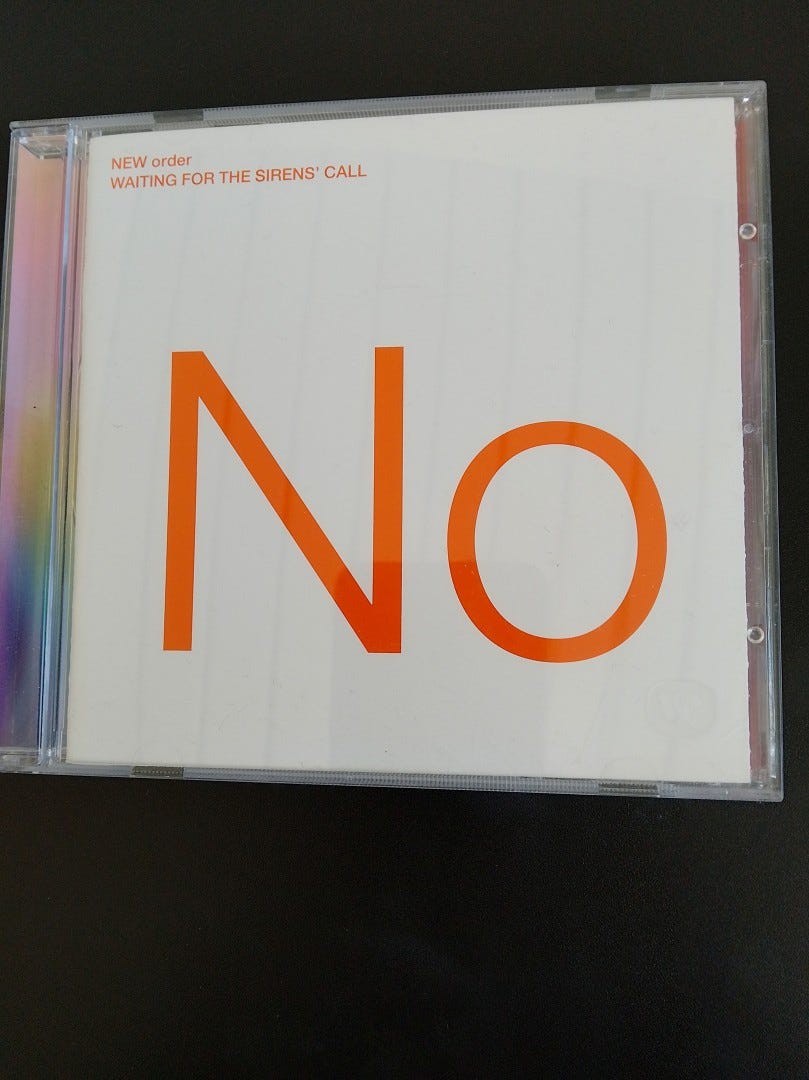 NEW order
WAITING FOR THE SIRENS' CALL
No